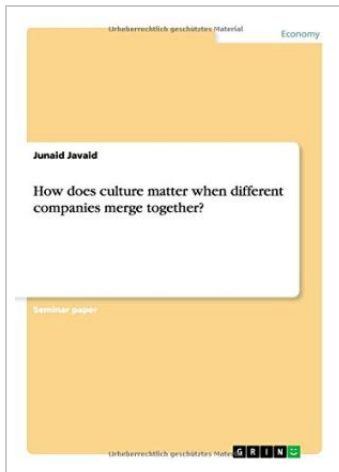 Urheberrechtlich geschütztes Material
Economy
Junaid Javaid
How does culture matter when different
companies merge together?
Seminar paper
Urheberrechtlich geschütztes Mater
GRIN